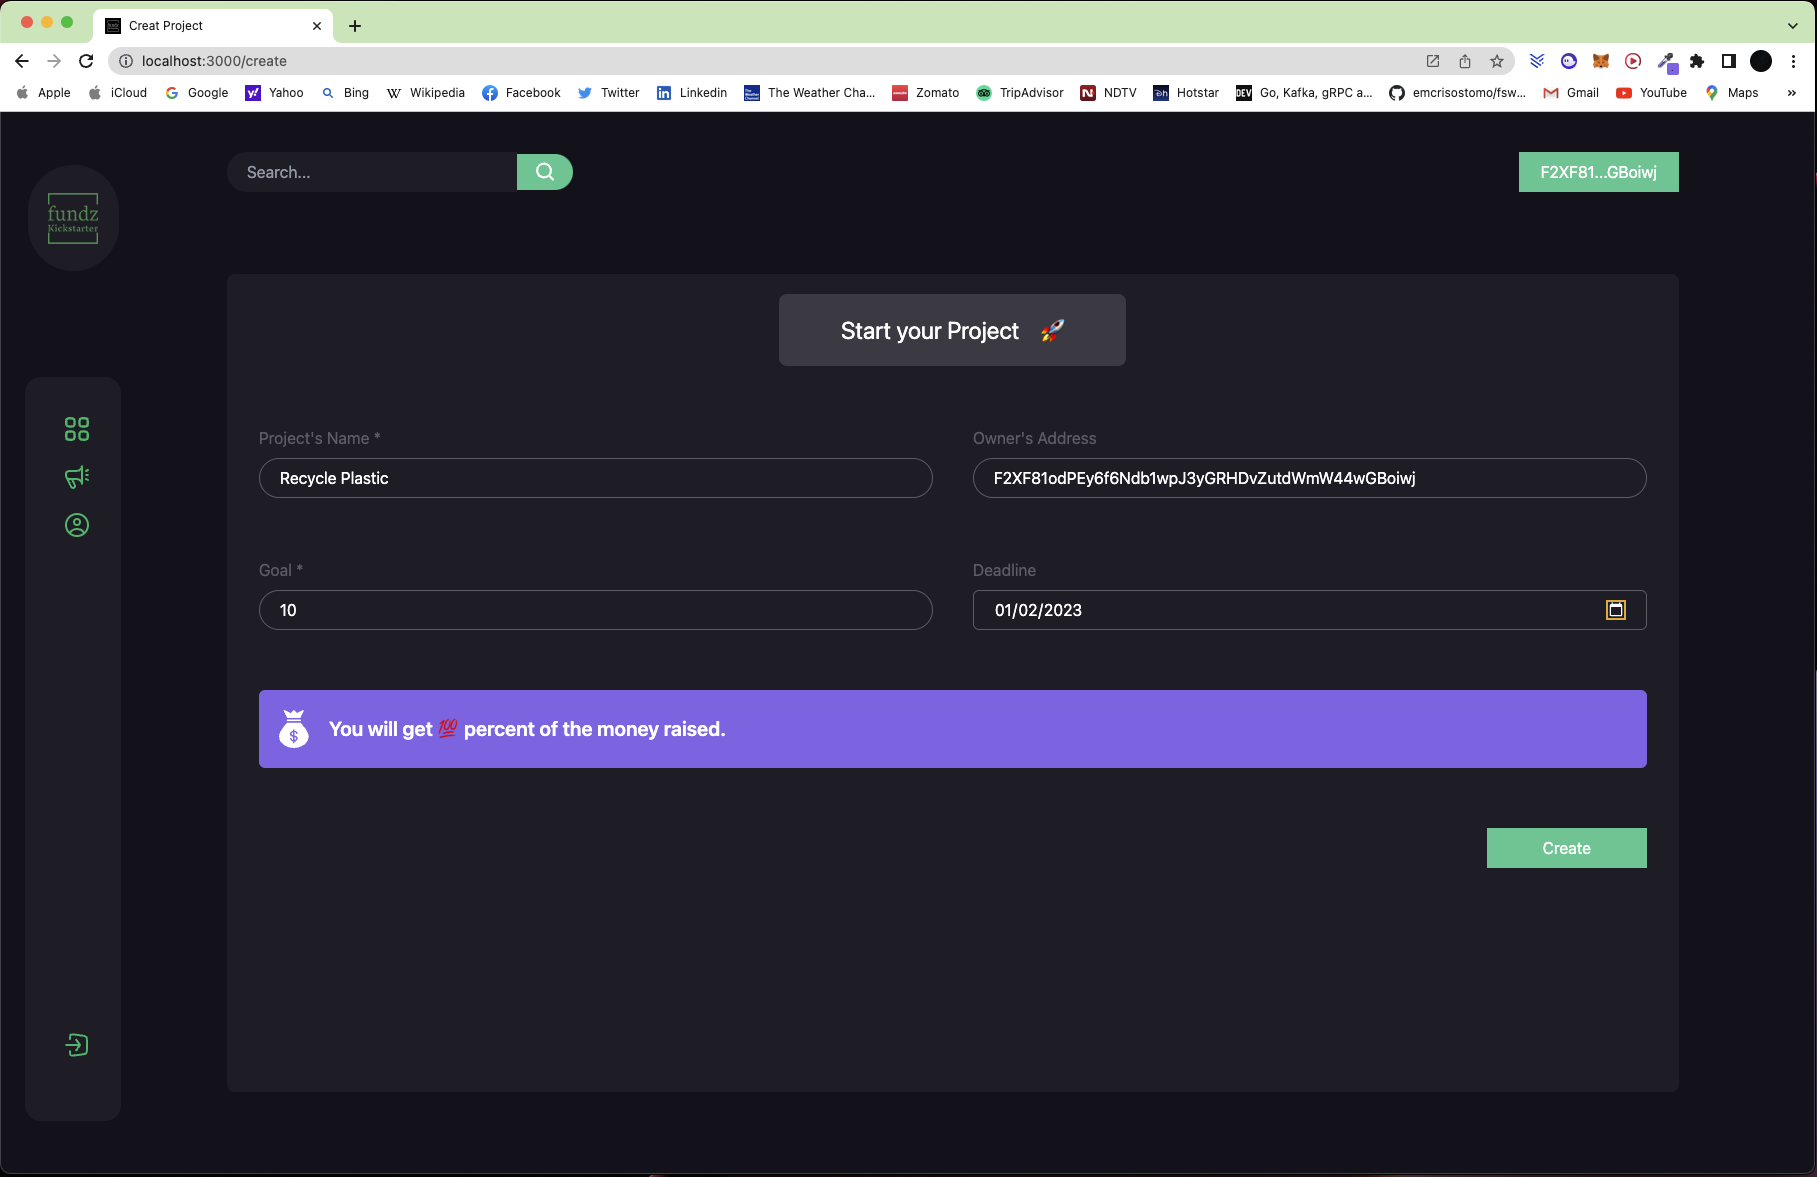 Creat Project
localhost:3000/create
Apple iCloud Google Yahoo Bing Wikipedia Facebook Twitter Linkedin The Weather Cha... Zomato TripAdvisor NDTV Hotstar Go, Kafka, gRPC a... emcrisostomo/fsw... Gmail YouTube Maps »
Search...
F2XF81...GBoiwj
fundz
Kickstarter
Start your Project 🚀
Project's Name *
Owner's Address
Recycle Plastic
F2XF81odPEy6f6Ndb1wpJ3yGRHDvZutdWmW44wGBoiwj
Goal *
Deadline
10
01/02/2023
You will get 💯 percent of the money raised.
Create